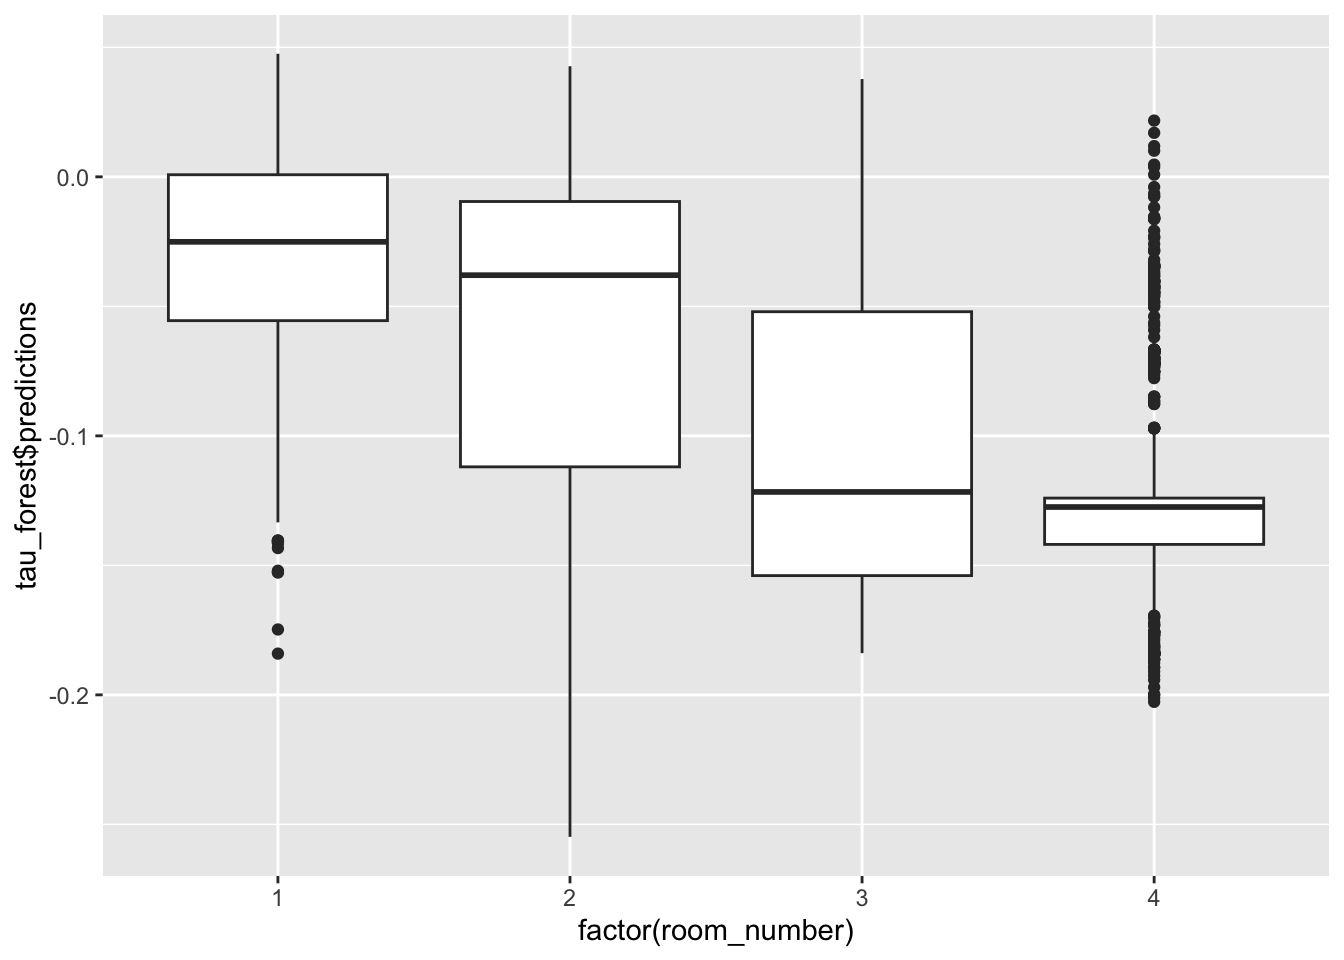 tau_forest$predictions
0.0
-0.1
-0.2
1 2 3 4
factor(room_number)